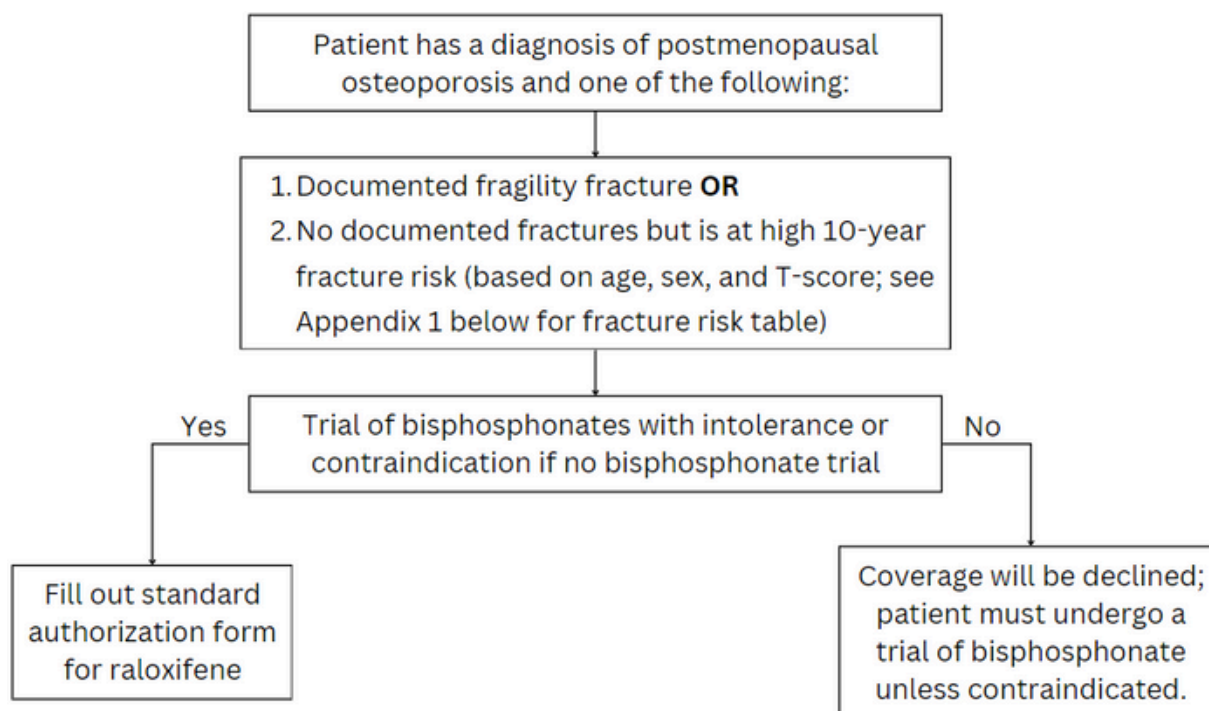 Patient has a diagnosis of postmenopausal
osteoporosis and one of the following:
1. Documented fragility fracture OR
2. No documented fractures but is at high 10-year
fracture risk (based on age, sex, and T-score; see
Appendix 1 below for fracture risk table)
Yes
Trial of bisphosphonates with intolerance or
contraindication if no bisphosphonate trial
No
Fill out standard
authorization form
for raloxifene
Coverage will be declined;
patient must undergo a
trial of bisphosphonate
unless contraindicated.